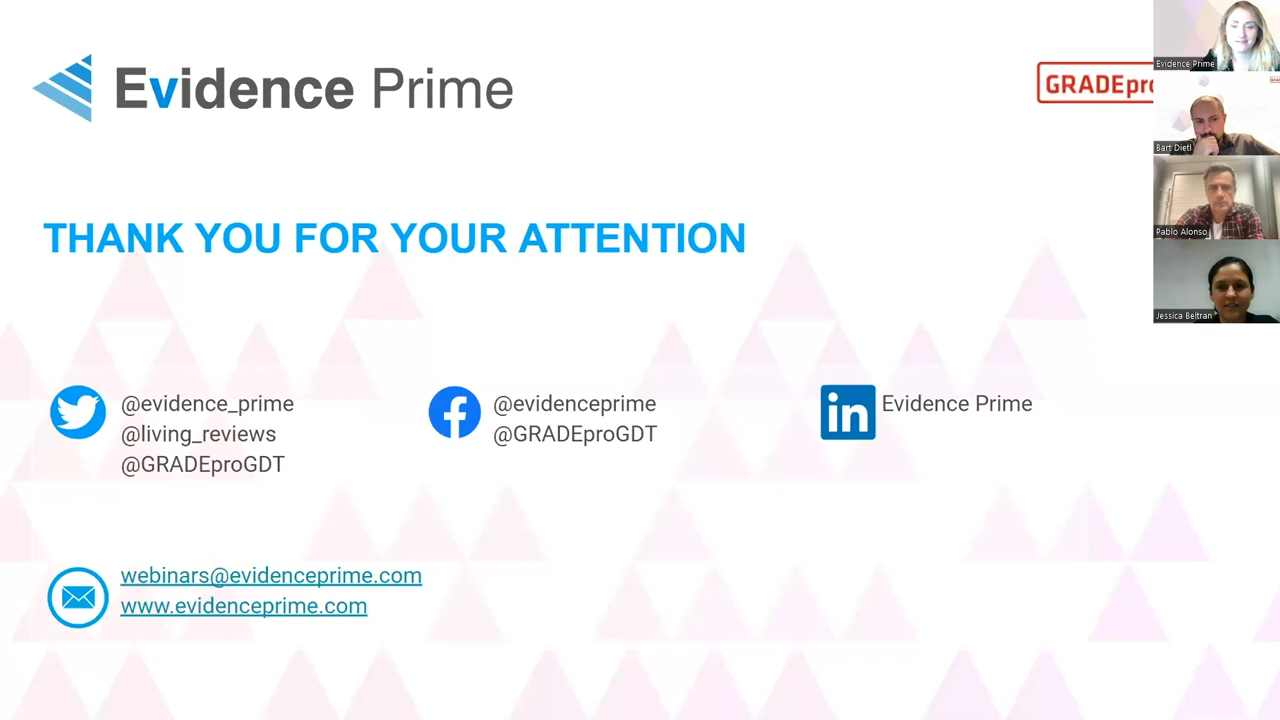 Evidence Prime
GRADEpro
Evidence Prime
Bart Dietl
Pablo Alonso
Jessica Beltran
THANK YOU FOR YOUR ATTENTION
@evidence_prime
@living_reviews
@GRADEproGDT
@evidenceprime
@GRADEproGDT
Evidence Prime
webinars@evidenceprime.com
www.evidenceprime.com